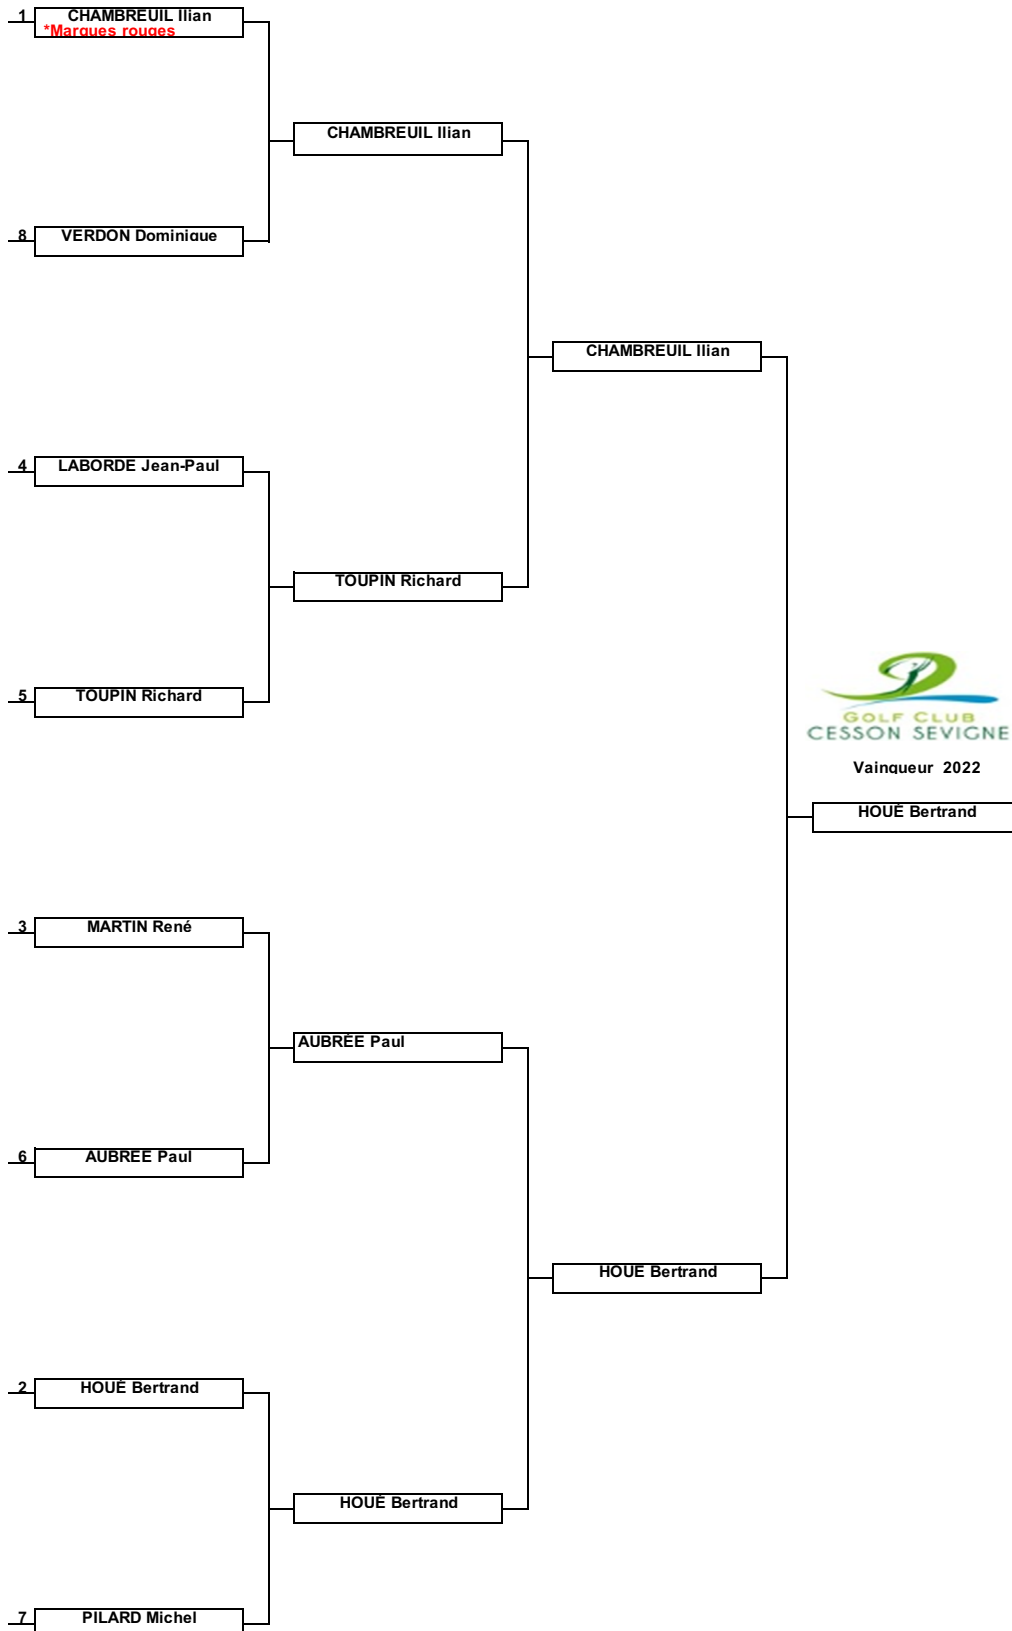 1
CHAMBREUIL Ilian
*Marques rouges
CHAMBREUIL Ilian
8
VERDON Dominique
CHAMBREUIL Ilian
4
LABORDE Jean-Paul
TOUPIN Richard
5
TOUPIN Richard
GOLF CLUB
CESSON SEVIGNE
Vainqueur 2022
HOUÉ Bertrand
3
MARTIN René
AUBRÉE Paul
6
AUBRÉE Paul
HOUÉ Bertrand
2
HOUÉ Bertrand
HOUÉ Bertrand
7
PILARD Michel